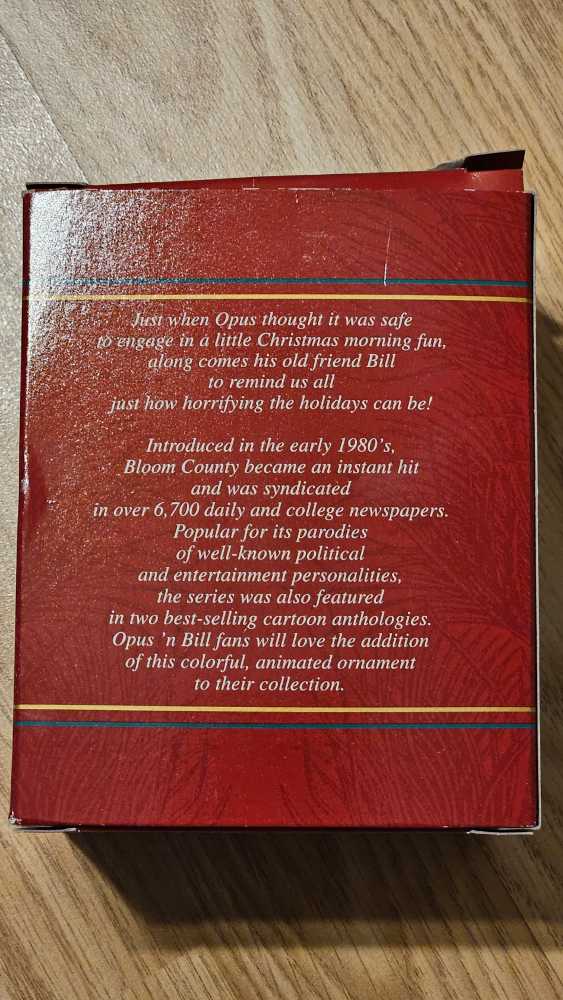 Just when Opus thought it was safe
to engage in a little Christmas morning fun,
along comes his old friend Bill
to remind us all
just how horrifying the holidays can be!
Introduced in the early 1980's,
Bloom County became an instant hit
and was syndicated
in over 6,700 daily and college newspapers.
Popular for its parodies
of well-known political
and entertainment personalities,
the series was also featured
in two best-selling cartoon anthologies.
Opus 'n Bill fans will love the addition
of this colorful, animated ornament
to their collection.